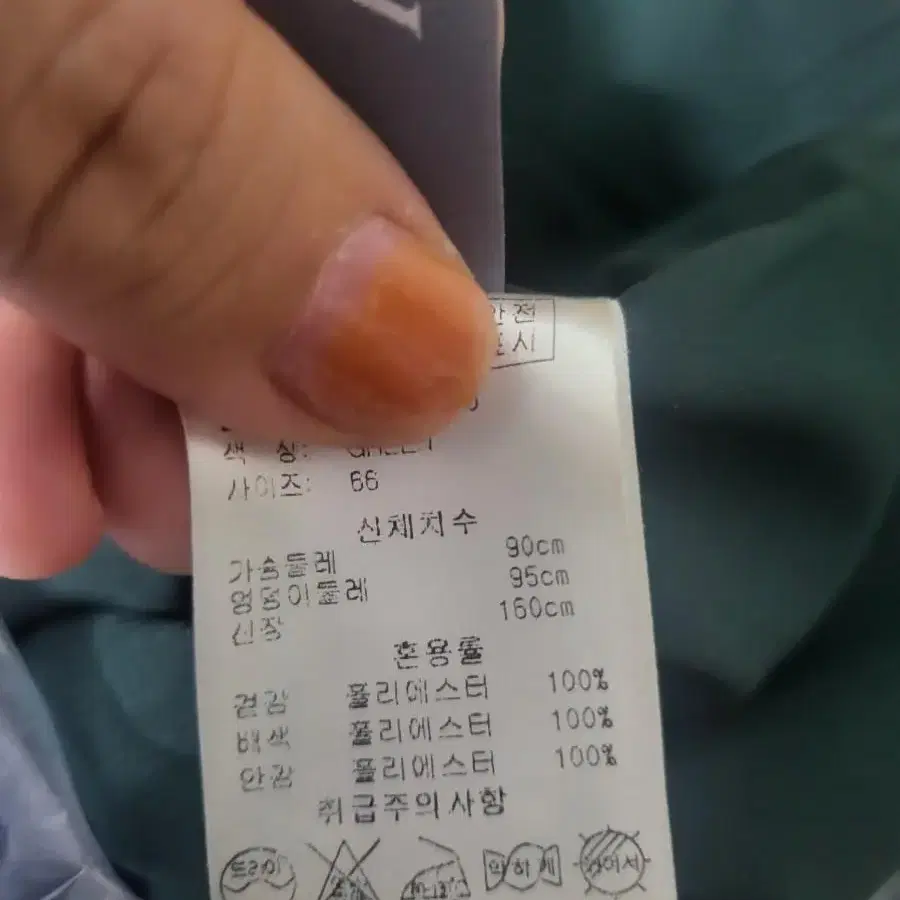 안전
표시
색 상: GREEN
사이즈: 66
신체치수
가슴둘레 90cm
엉덩이둘레 95cm
신장 160cm
혼용률
겉감 폴리에스터 100%
배색 폴리에스터 100%
안감 폴리에스터 100%
취급주의사항
드라이 약하게